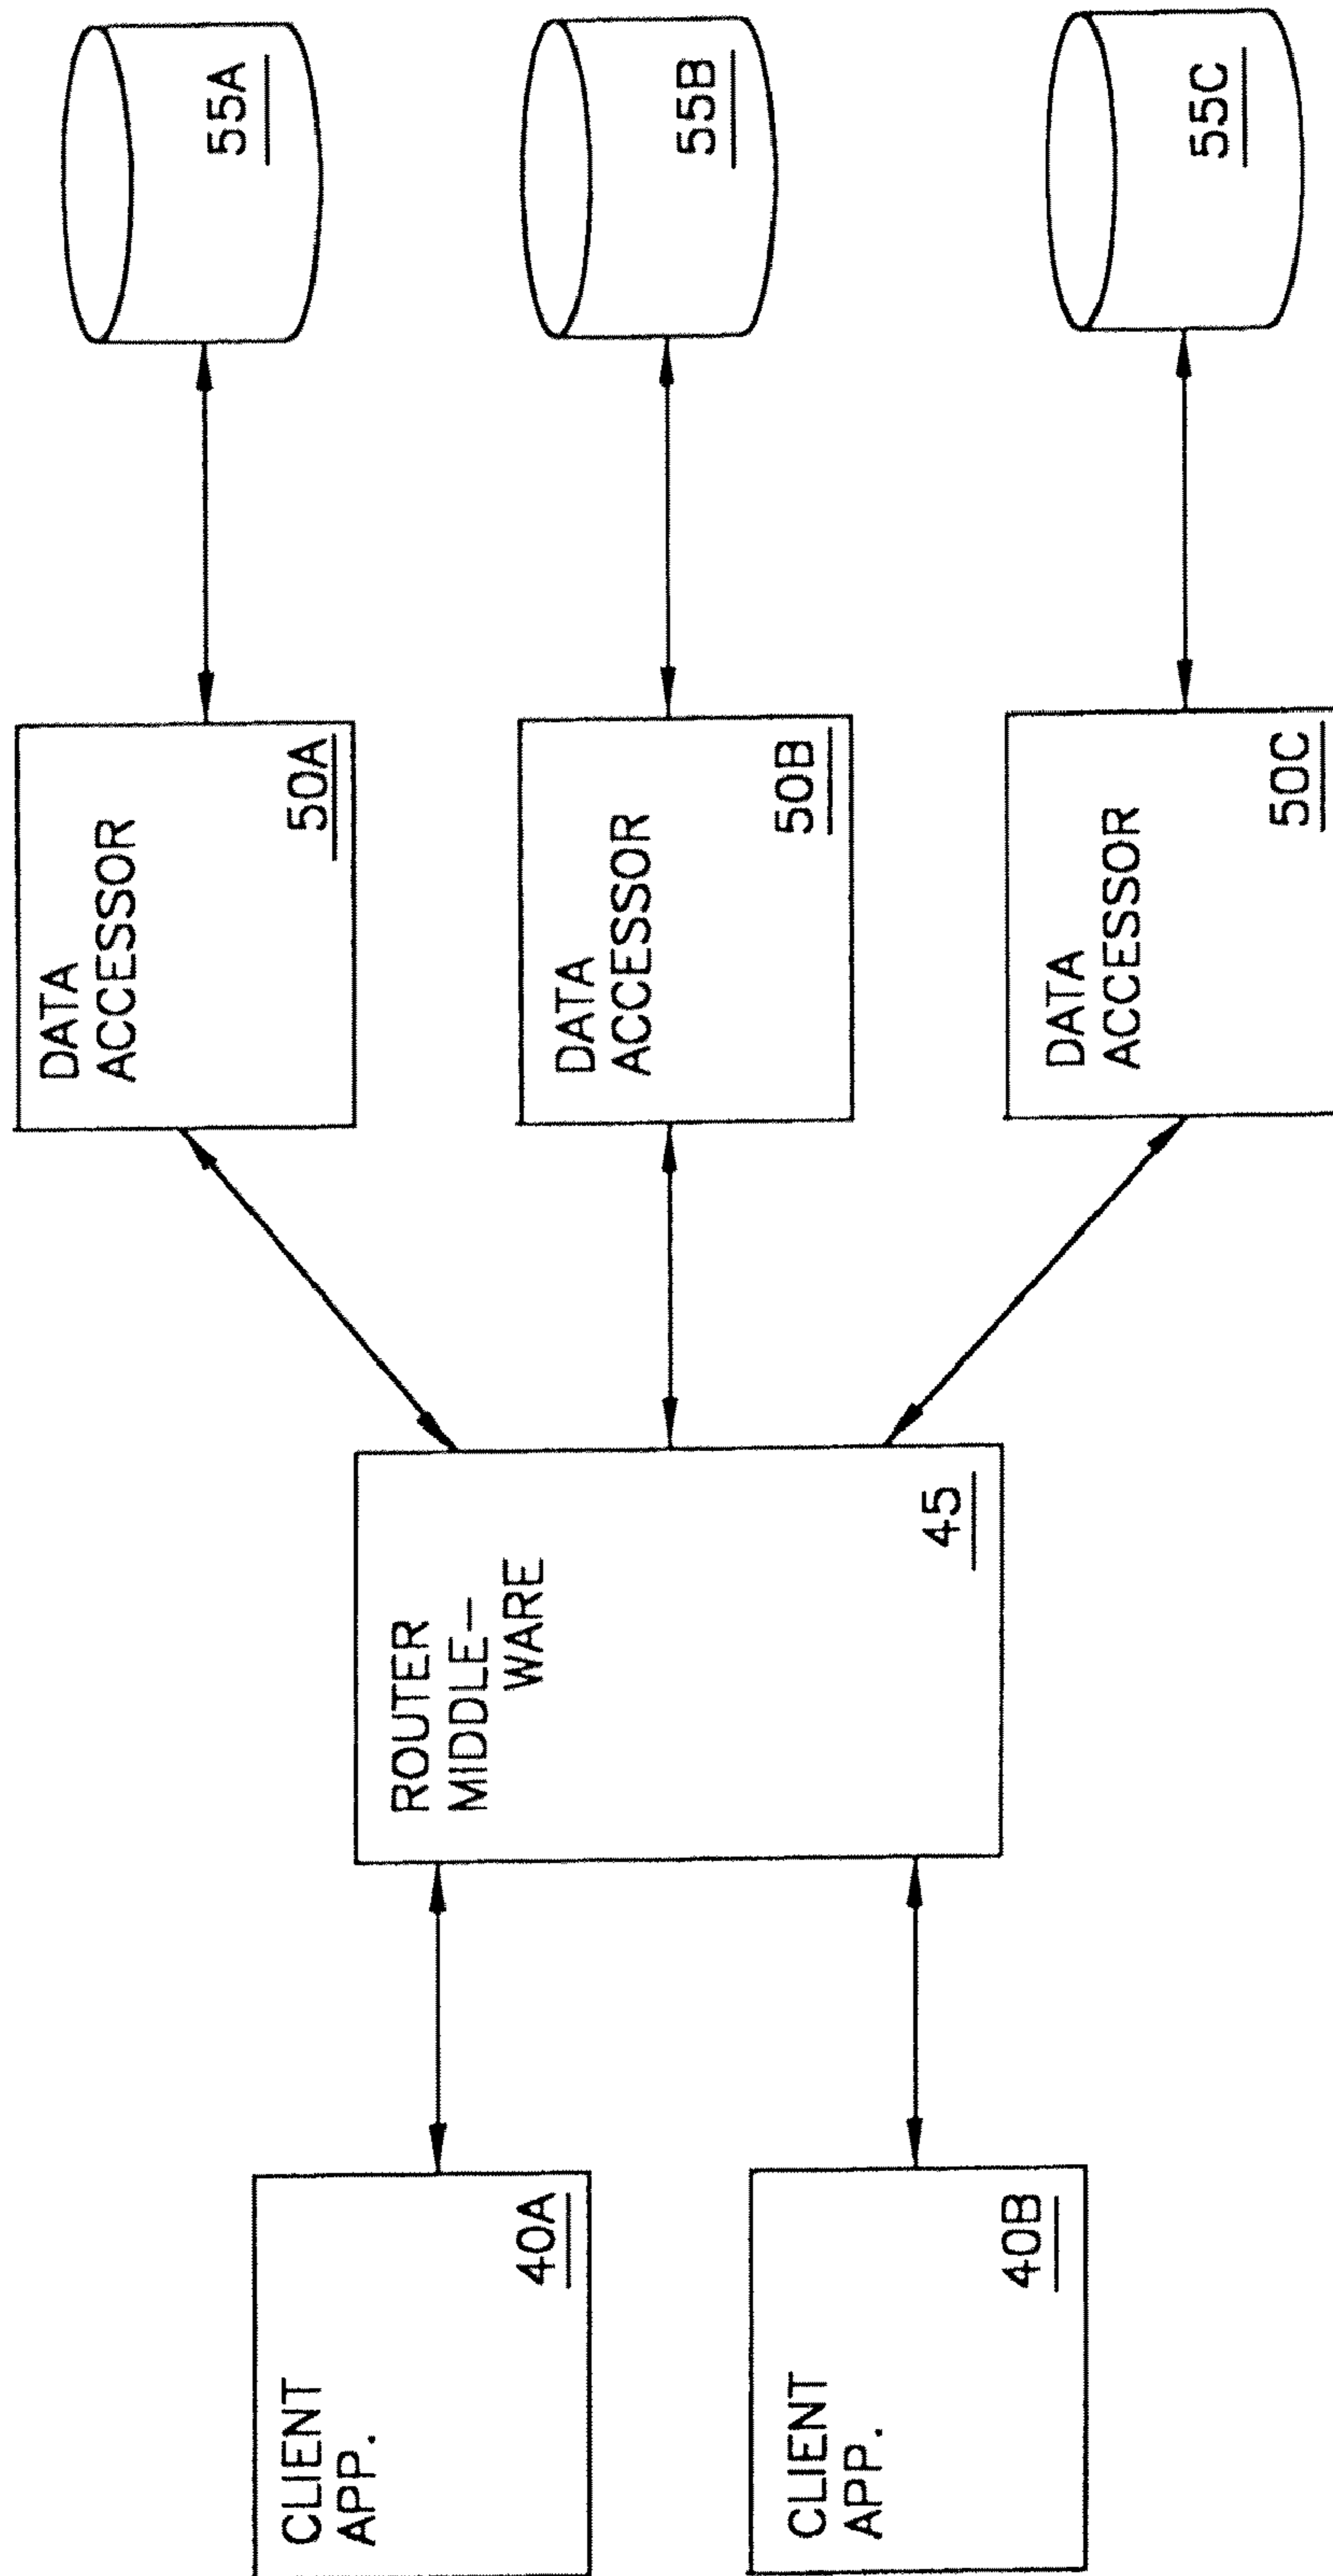 CLIENT
APP.
40A
CLIENT
APP.
40B
ROUTER
MIDDLE-
WARE
45
DATA
ACCESSOR
50A
DATA
ACCESSOR
50B
DATA
ACCESSOR
50C
55A
55B
55C